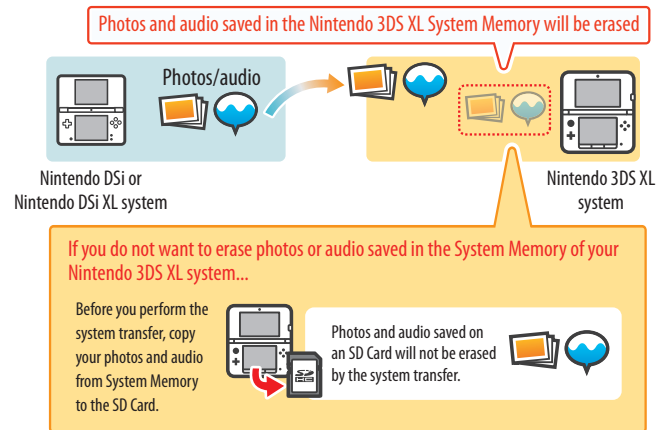 Photos and audio saved in the Nintendo 3DS XL System Memory will be erased
Photos/audio
Nintendo DSi or
Nintendo DSi XL system
Nintendo 3DS XL
system
If you do not want to erase photos or audio saved in the System Memory of your
Nintendo 3DS XL system...
Before you perform the
system transfer, copy
your photos and audio
from System Memory
to the SD Card.
SD
HC
Photos and audio saved on
an SD Card will not be erased
by the system transfer.